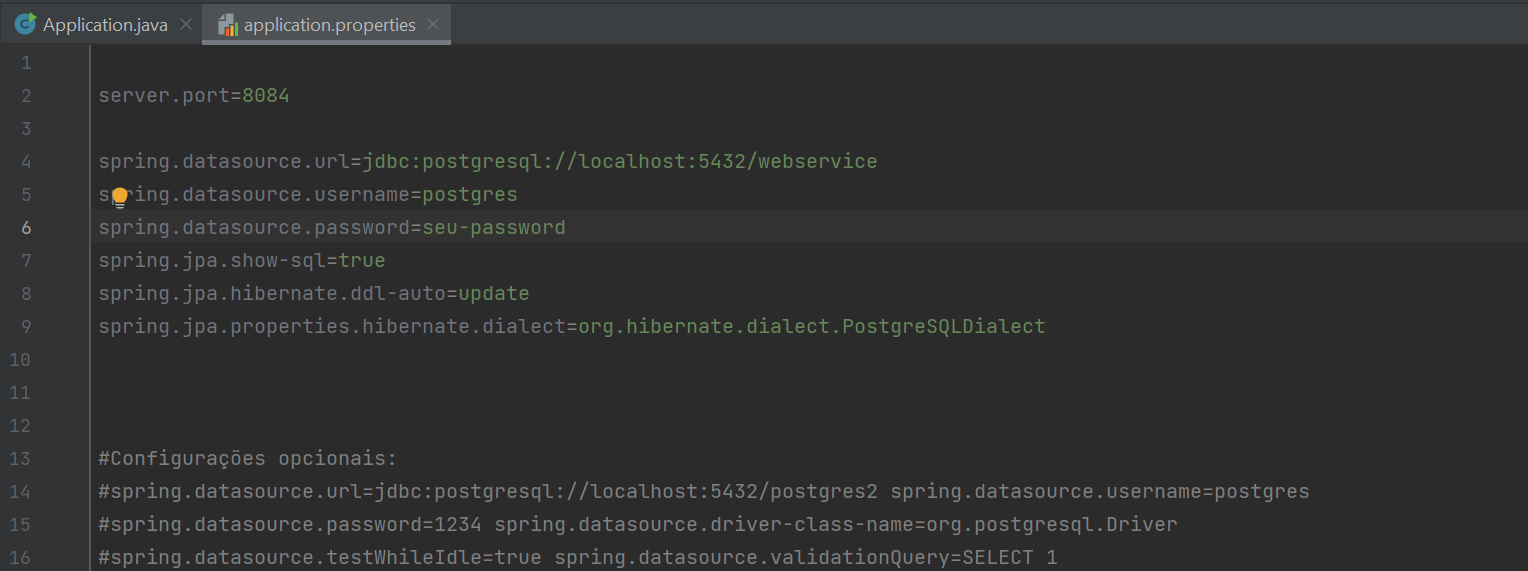 Application.java application.properties
1
2 server.port=8084
3
4 spring.datasource.url=jdbc:postgresql://localhost:5432/webservice
5 spring.datasource.username=postgres
6 spring.datasource.password=seu-password
7 spring.jpa.show-sql=true
8 spring.jpa.hibernate.ddl-auto=update
9 spring.jpa.properties.hibernate.dialect=org.hibernate.dialect.PostgreSQLDialect
10
11
12
13 #Configurações opcionais:
14 #spring.datasource.url=jdbc:postgresql://localhost:5432/postgres2 spring.datasource.username=postgres
15 #spring.datasource.password=1234 spring.datasource.driver-class-name=org.postgresql.Driver
16 #spring.datasource.testWhileIdle=true spring.datasource.validationQuery=SELECT 1